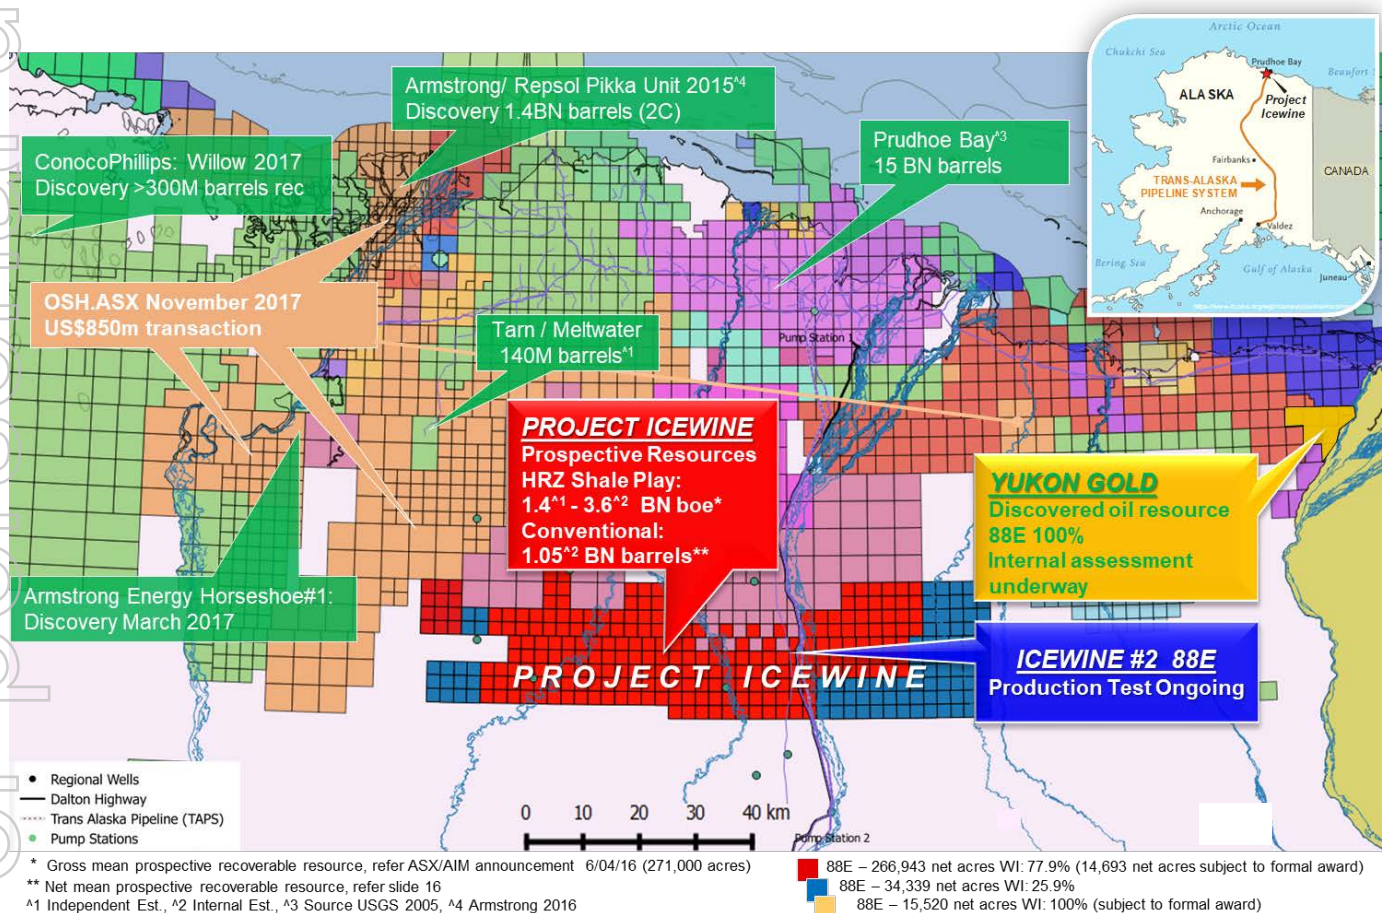 Arctic Ocean
Chukchi Sea
Prudhoe Bay
Beaufort
ALASKA
Project
Icewine
Fairbanks
CANADA
TRANS-ALASKA
PIPELINE SYSTEM
Anchorage
Valdez
Bering Sea
Gulf of Alaska
Juneau
Armstrong/ Repsol Pikka Unit 2015^4
Discovery 1.4BN barrels (2C)
Prudhoe Bay^3
15 BN barrels
ConocoPhillips: Willow 2017
Discovery >300M barrels rec
OSH.ASX November 2017
US$850m transaction
Tarn / Meltwater
140M barrels^1
Pump Station 1
PROJECT ICEWINE
Prospective Resources
HRZ Shale Play:
1.4^1 - 3.6^2 BN boe*
Conventional:
1.05^2 BN barrels**
YUKON GOLD
Discovered oil resource
88E 100%
Internal assessment
underway
Armstrong Energy Horseshoe#1:
Discovery March 2017
ICEWINE #2 88E
Production Test Ongoing
PROJECT ICEWINE
Regional Wells
Dalton Highway
Trans Alaska Pipeline (TAPS)
Pump Stations
0 10 20 30 40 km
Pump Station 2
* Gross mean prospective recoverable resource, refer ASX/AIM announcement 6/04/16 (271,000 acres)
** Net mean prospective recoverable resource, refer slide 16
^1 Independent Est., ^2 Internal Est., ^3 Source USGS 2005, ^4 Armstrong 2016
88E – 266,943 net acres WI: 77.9% (14,693 net acres subject to formal award)
88E – 34,339 net acres WI: 25.9%
88E – 15,520 net acres WI: 100% (subject to formal award)